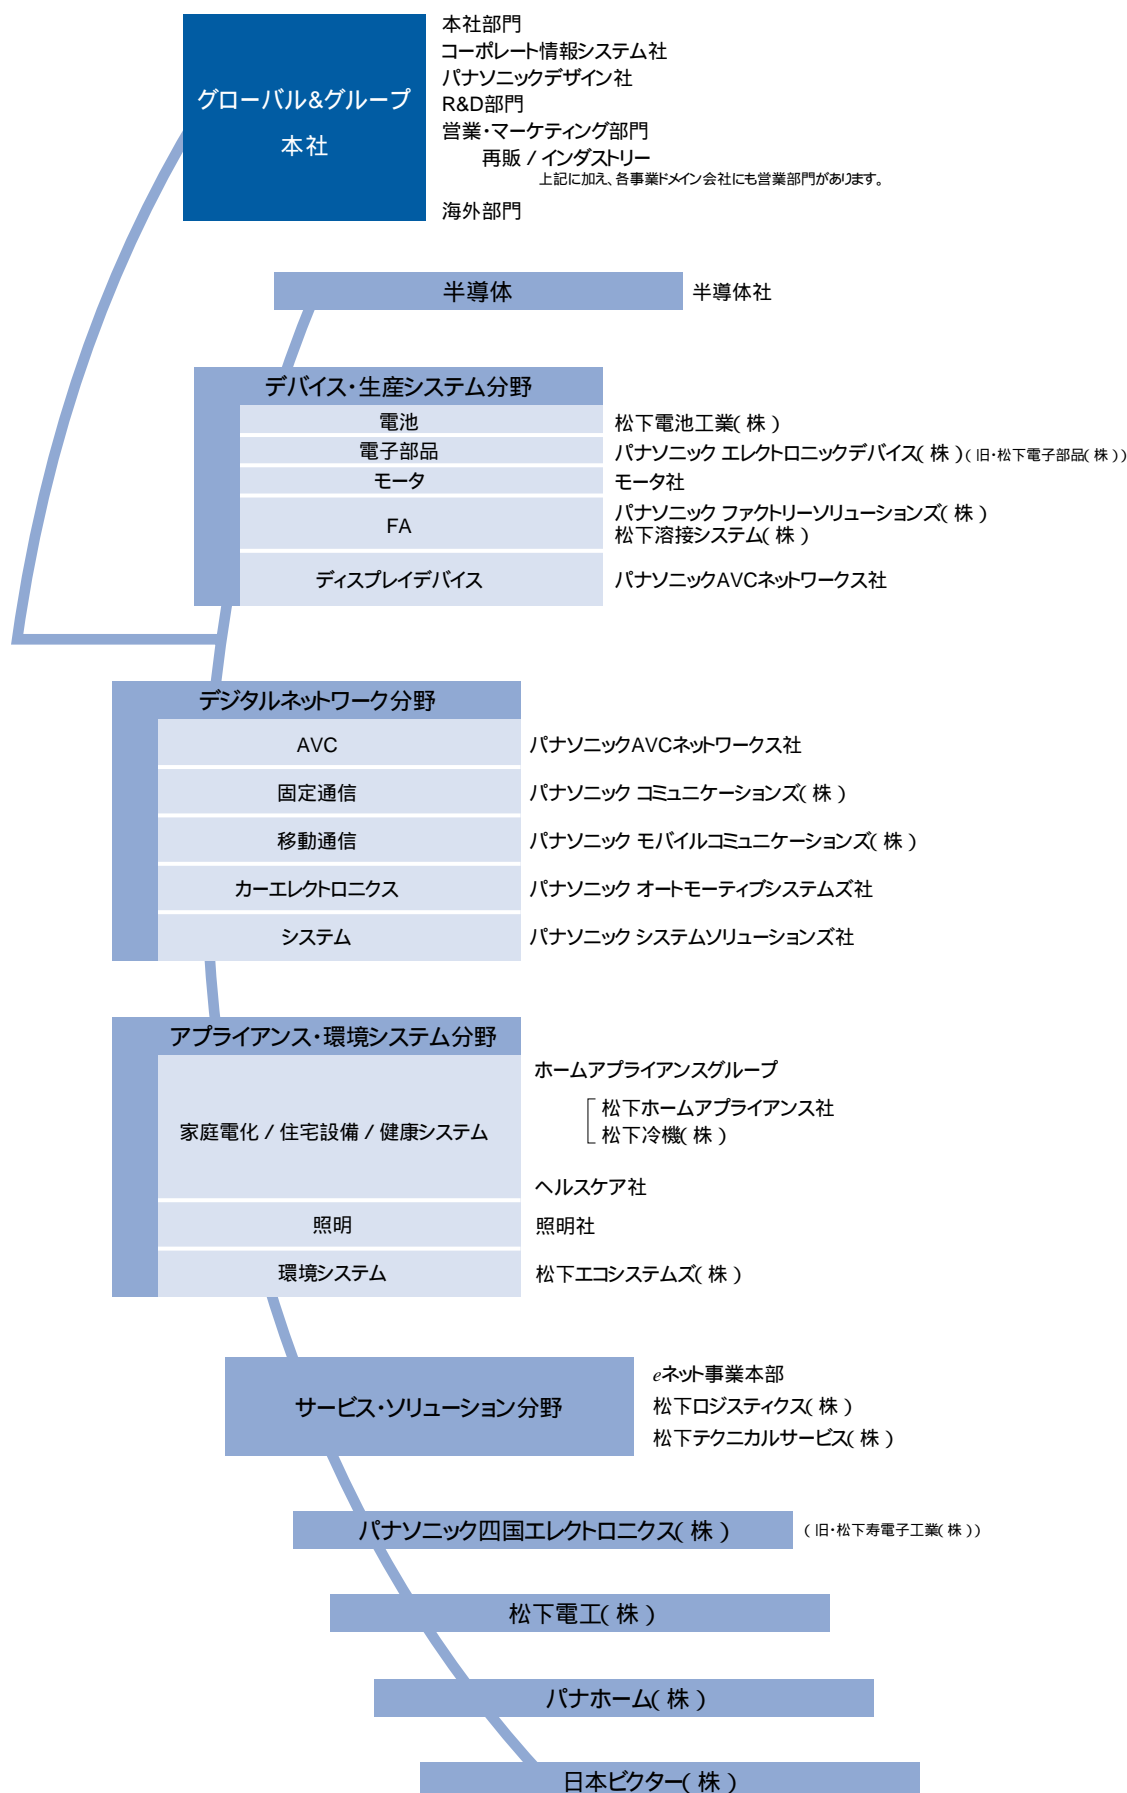 グローバル&グループ
本社
本社部門
コーポレート情報システム社
パナソニックデザイン社
R&D部門
営業・マーケティング部門
再販 / インダストリー
上記に加え、各事業ドメイン会社にも営業部門があります。
海外部門
半導体
半導体社
デバイス・生産システム分野
電池
松下電池工業(株)
電子部品
パナソニック エレクトロニックデバイス(株)(旧・松下電子部品(株))
モータ
モータ社
FA
パナソニック ファクトリーソリューションズ(株)
松下溶接システム(株)
ディスプレイデバイス
パナソニックAVCネットワークス社
デジタルネットワーク分野
AVC
パナソニックAVCネットワークス社
固定通信
パナソニック コミュニケーションズ(株)
移動通信
パナソニック モバイルコミュニケーションズ(株)
カーエレクトロニクス
パナソニック オートモーティブシステムズ社
システム
パナソニック システムソリューションズ社
アプライアンス・環境システム分野
家庭電化 / 住宅設備 / 健康システム
ホームアプライアンスグループ
松下ホームアプライアンス社
松下冷機(株)
ヘルスケア社
照明
照明社
環境システム
松下エコシステムズ(株)
サービス・ソリューション分野
eネット事業本部
松下ロジスティクス(株)
松下テクニカルサービス(株)
パナソニック四国エレクトロニクス(株)
(旧・松下寿電子工業(株))
松下電工(株)
パナホーム(株)
日本ビクター(株)